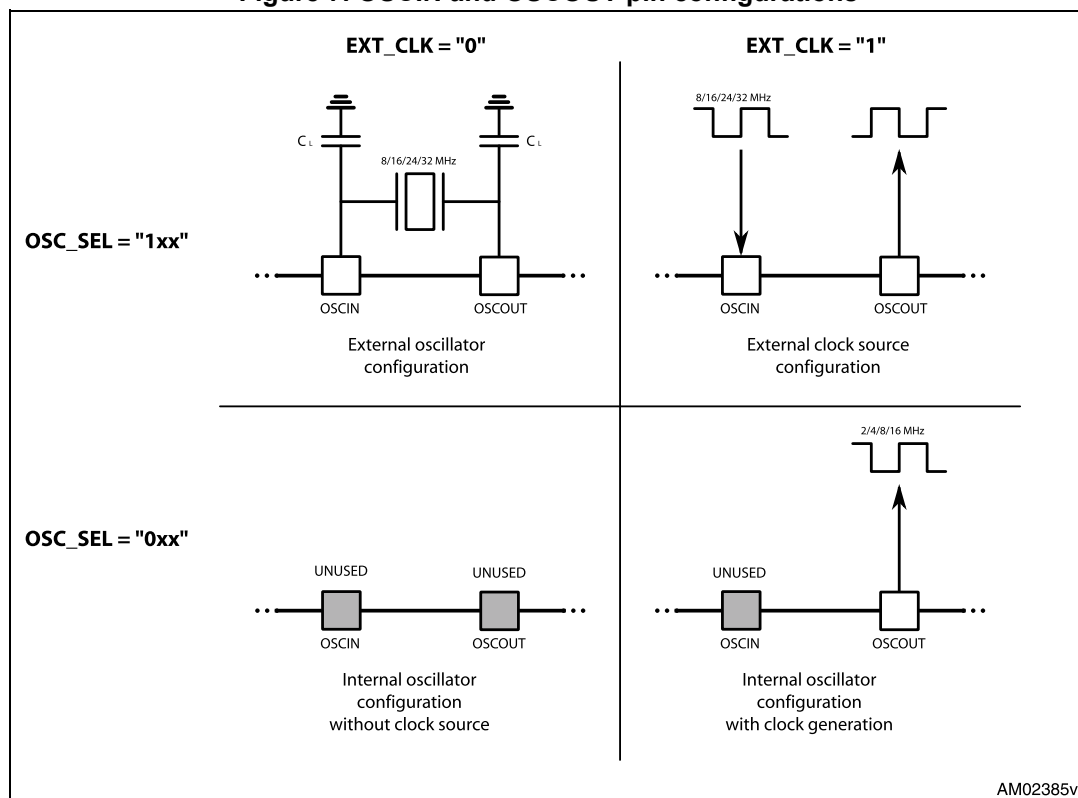 Figure 7. OSCIN and OSCOUT pin configurations
EXT_CLK = "0"
EXT_CLK = "1"
8/16/24/32 MHz
CL
CL
8/16/24/32 MHz
OSC_SEL = "1xx"
OSCIN
OSCOUT
OSCIN
OSCOUT
External oscillator
configuration
External clock source
configuration
2/4/8/16 MHz
OSC_SEL = "0xx"
UNUSED
UNUSED
UNUSED
OSCIN
OSCOUT
OSCIN
OSCOUT
Internal oscillator
configuration
without clock source
Internal oscillator
configuration
with clock generation
AM02385v